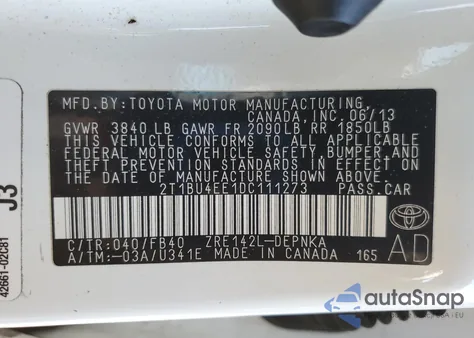 MFD. BY: TOYOTA MOTOR MANUFACTURING,
CANADA, INC. 06/13
GVWR 3840 LB GAWR FR 2090LB RR 1850LB
THIS VEHICLE CONFORMS TO ALL APPLICABLE
FEDERAL MOTOR VEHICLE SAFETY, BUMPER AND
THEFT PREVENTION STANDARDS IN EFFECT ON
THE DATE OF MANUFACTURE SHOWN ABOVE.
2T1BU4EE1DC111273 PASS.CAR
C/TR:040/FB40 ZRE142L-DEPNKA
A/TM:-03A/U341E MADE IN CANADA 165
AD
TOYOTA
J3
42661-02C81
autoSnap